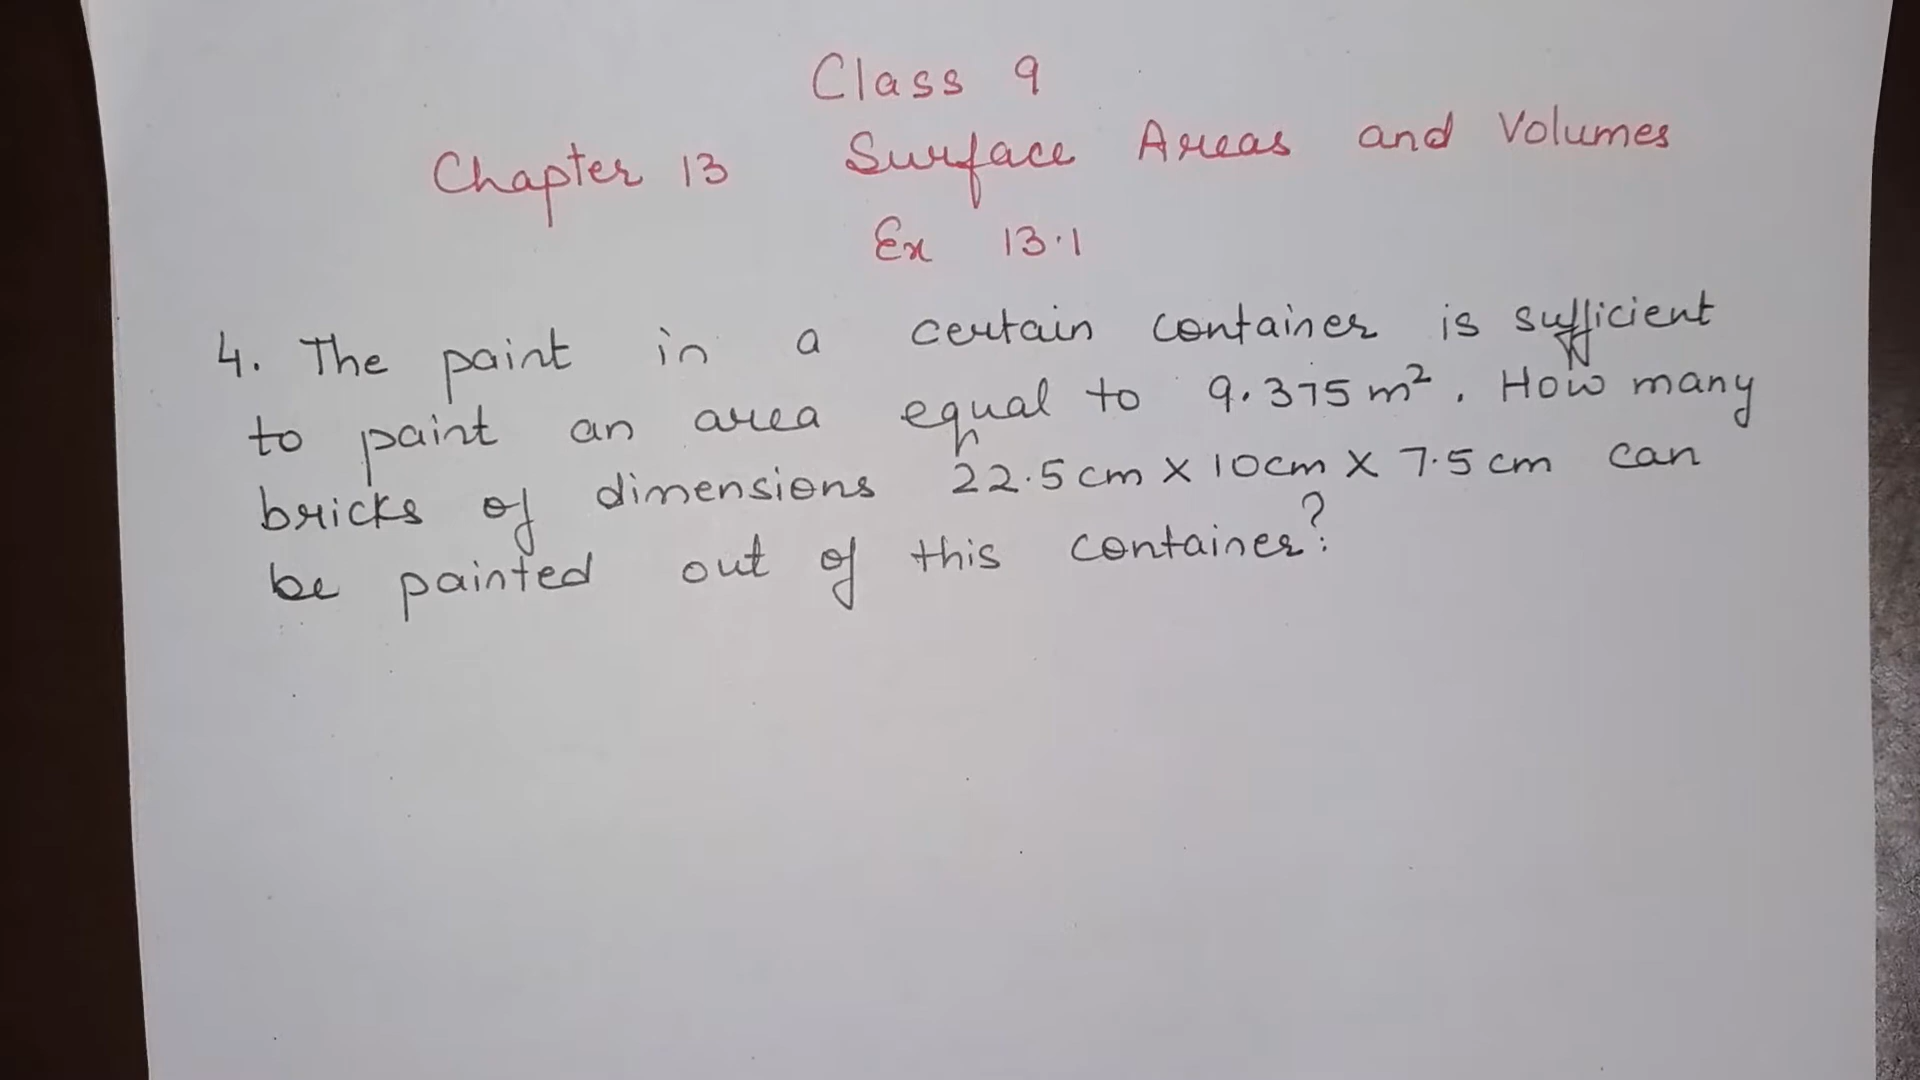 Class 9
Chapter 13 Surface Areas and Volumes
Ex 13.1
4. The paint in a certain container is sufficient
to paint an area equal to 9.375 m². How many
bricks of dimensions 22.5 cm × 10 cm × 7.5 cm can
be painted out of this container?